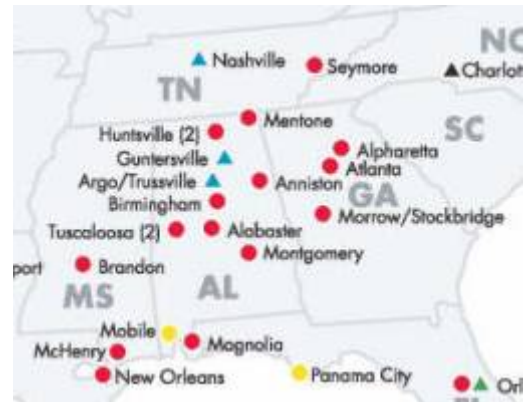 NC
Nashville
Seymore
Charlott
TN
Mentone
Huntsville (2)
SC
Alpharetta
Guntersville
Atlanta
Argo/Trussville
Anniston
GA
Birmingham
Morrow/Stockbridge
Tuscaloosa (2)
Alabaster
Montgomery
port
Brandon
MS
AL
Mobile
Magnolia
McHenry
New Orleans
Panama City
Orl